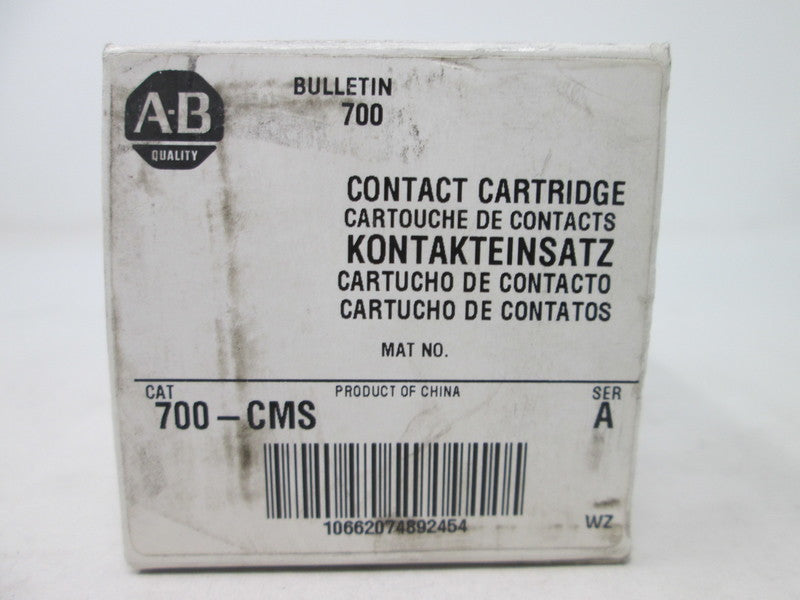 A-B
QUALITY
BULLETIN
700
CONTACT CARTRIDGE
CARTOUCHE DE CONTACTS
KONTAKTEINSATZ
CARTUCHO DE CONTACTO
CARTUCHO DE CONTATOS
MAT NO.
CAT PRODUCT OF CHINA SER
700-CMS A
10662074892454
WZ